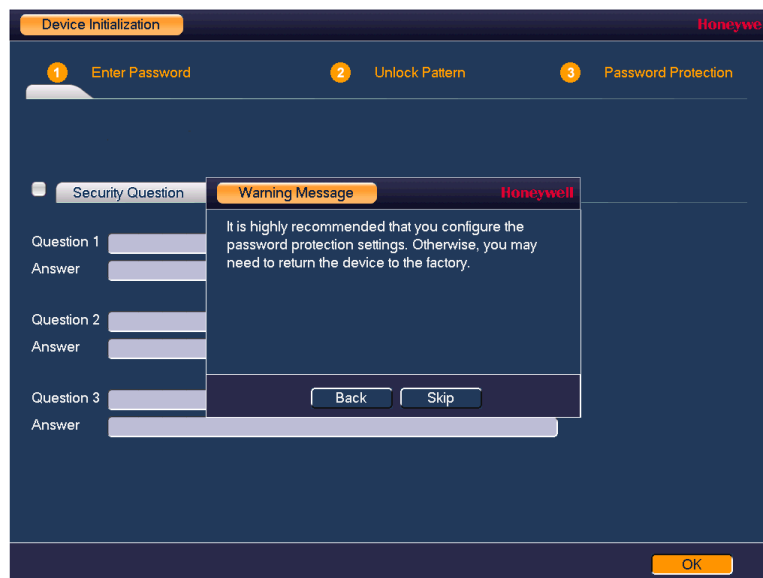 Device Initialization
Honeywe
1 Enter Password 2 Unlock Pattern 3 Password Protection
Security Question
Warning Message
Honeywell
It is highly recommended that you configure the
password protection settings. Otherwise, you may
need to return the device to the factory.
Question 1
Answer
Question 2
Answer
Question 3
Answer
Back Skip
OK